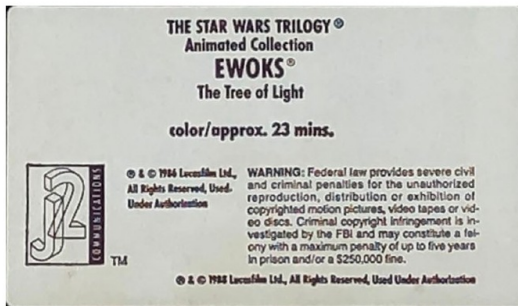 THE STAR WARS TRILOGY®
Animated Collection
EWOKS®
The Tree of Light
color/approx. 23 mins.
J2
COMMUNICATIONS
TM
® & © 1986 Lucasfilm Ltd.,
All Rights Reserved, Used-
Under Authorization
WARNING: Federal law provides severe civil
and criminal penalties for the unauthorized
reproduction, distribution or exhibition of
copyrighted motion pictures, video tapes or vid-
eo discs. Criminal copyright infringement is in-
vestigated by the FBI and may constitute a fel-
ony with a maximum penalty of up to five years
in prison and/or a $250,000 fine.
® & © 1988 Lucasfilm Ltd., All Rights Reserved, Used Under Authorization